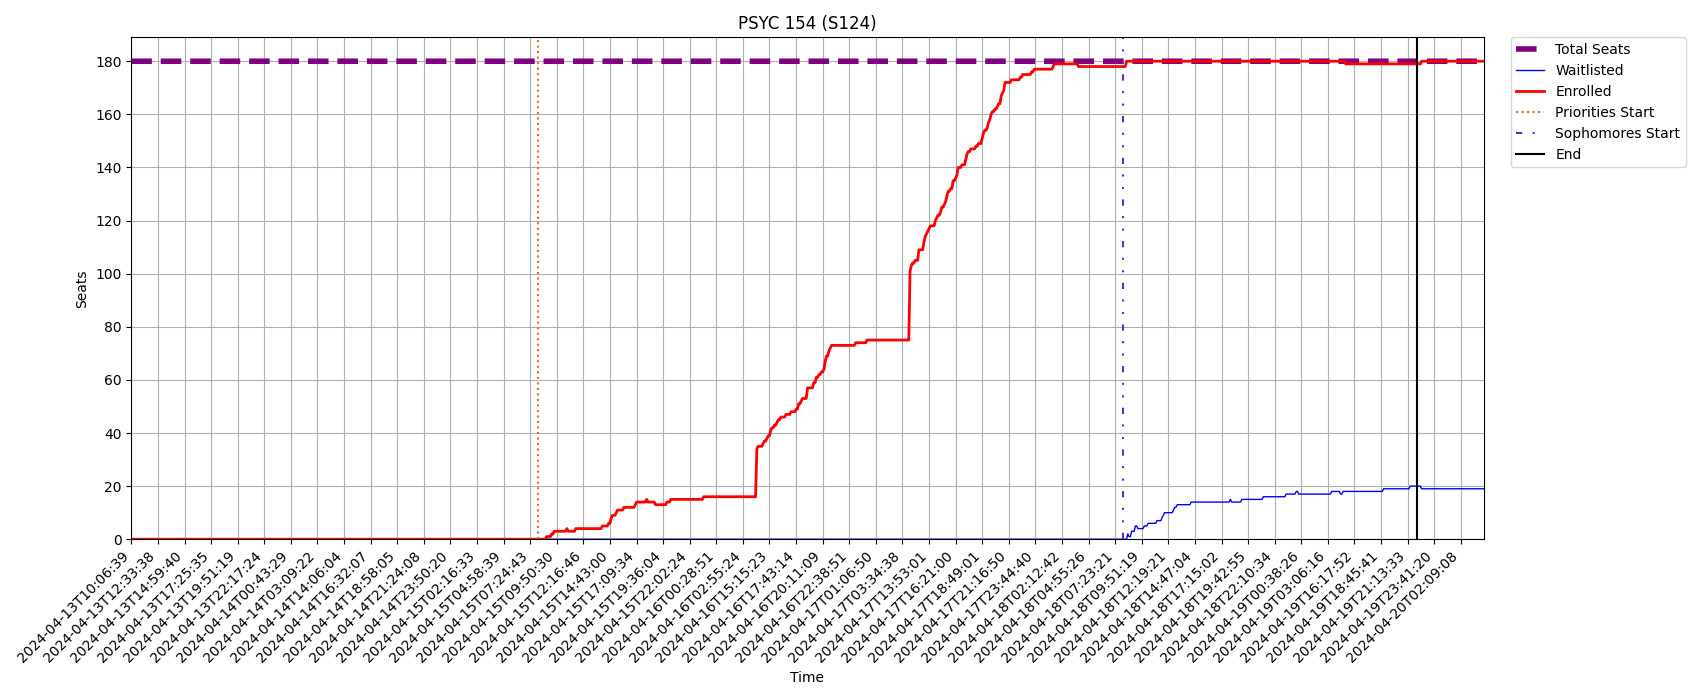 PSYC 154 (S124)
Total Seats
Waitlisted
Enrolled
Priorities Start
Sophomores Start
End
Seats
180
160
140
120
100
80
60
40
20
0
2024-04-13T10:06:39
2024-04-13T12:33:38
2024-04-13T14:59:40
2024-04-13T17:25:35
2024-04-13T19:51:19
2024-04-13T22:17:24
2024-04-14T00:43:29
2024-04-14T03:09:22
2024-04-14T14:06:04
2024-04-14T16:32:07
2024-04-14T18:58:05
2024-04-14T21:24:08
2024-04-14T23:50:20
2024-04-15T02:16:33
2024-04-15T04:58:39
2024-04-15T07:24:43
2024-04-15T09:50:30
2024-04-15T12:16:46
2024-04-15T14:43:00
2024-04-15T17:09:34
2024-04-15T19:36:04
2024-04-15T22:02:24
2024-04-16T00:28:51
2024-04-16T02:55:24
2024-04-16T15:15:23
2024-04-16T17:43:14
2024-04-16T20:11:09
2024-04-16T22:38:51
2024-04-17T01:06:50
2024-04-17T03:34:38
2024-04-17T13:53:01
2024-04-17T16:21:00
2024-04-17T18:49:01
2024-04-17T21:16:50
2024-04-17T23:44:40
2024-04-18T02:12:42
2024-04-18T04:55:26
2024-04-18T07:23:21
2024-04-18T09:51:19
2024-04-18T12:19:21
2024-04-18T14:47:04
2024-04-18T17:15:02
2024-04-18T19:42:55
2024-04-18T22:10:34
2024-04-19T00:38:26
2024-04-19T03:06:16
2024-04-19T16:17:52
2024-04-19T18:45:41
2024-04-19T21:13:33
2024-04-19T23:41:20
2024-04-20T02:09:08
Time